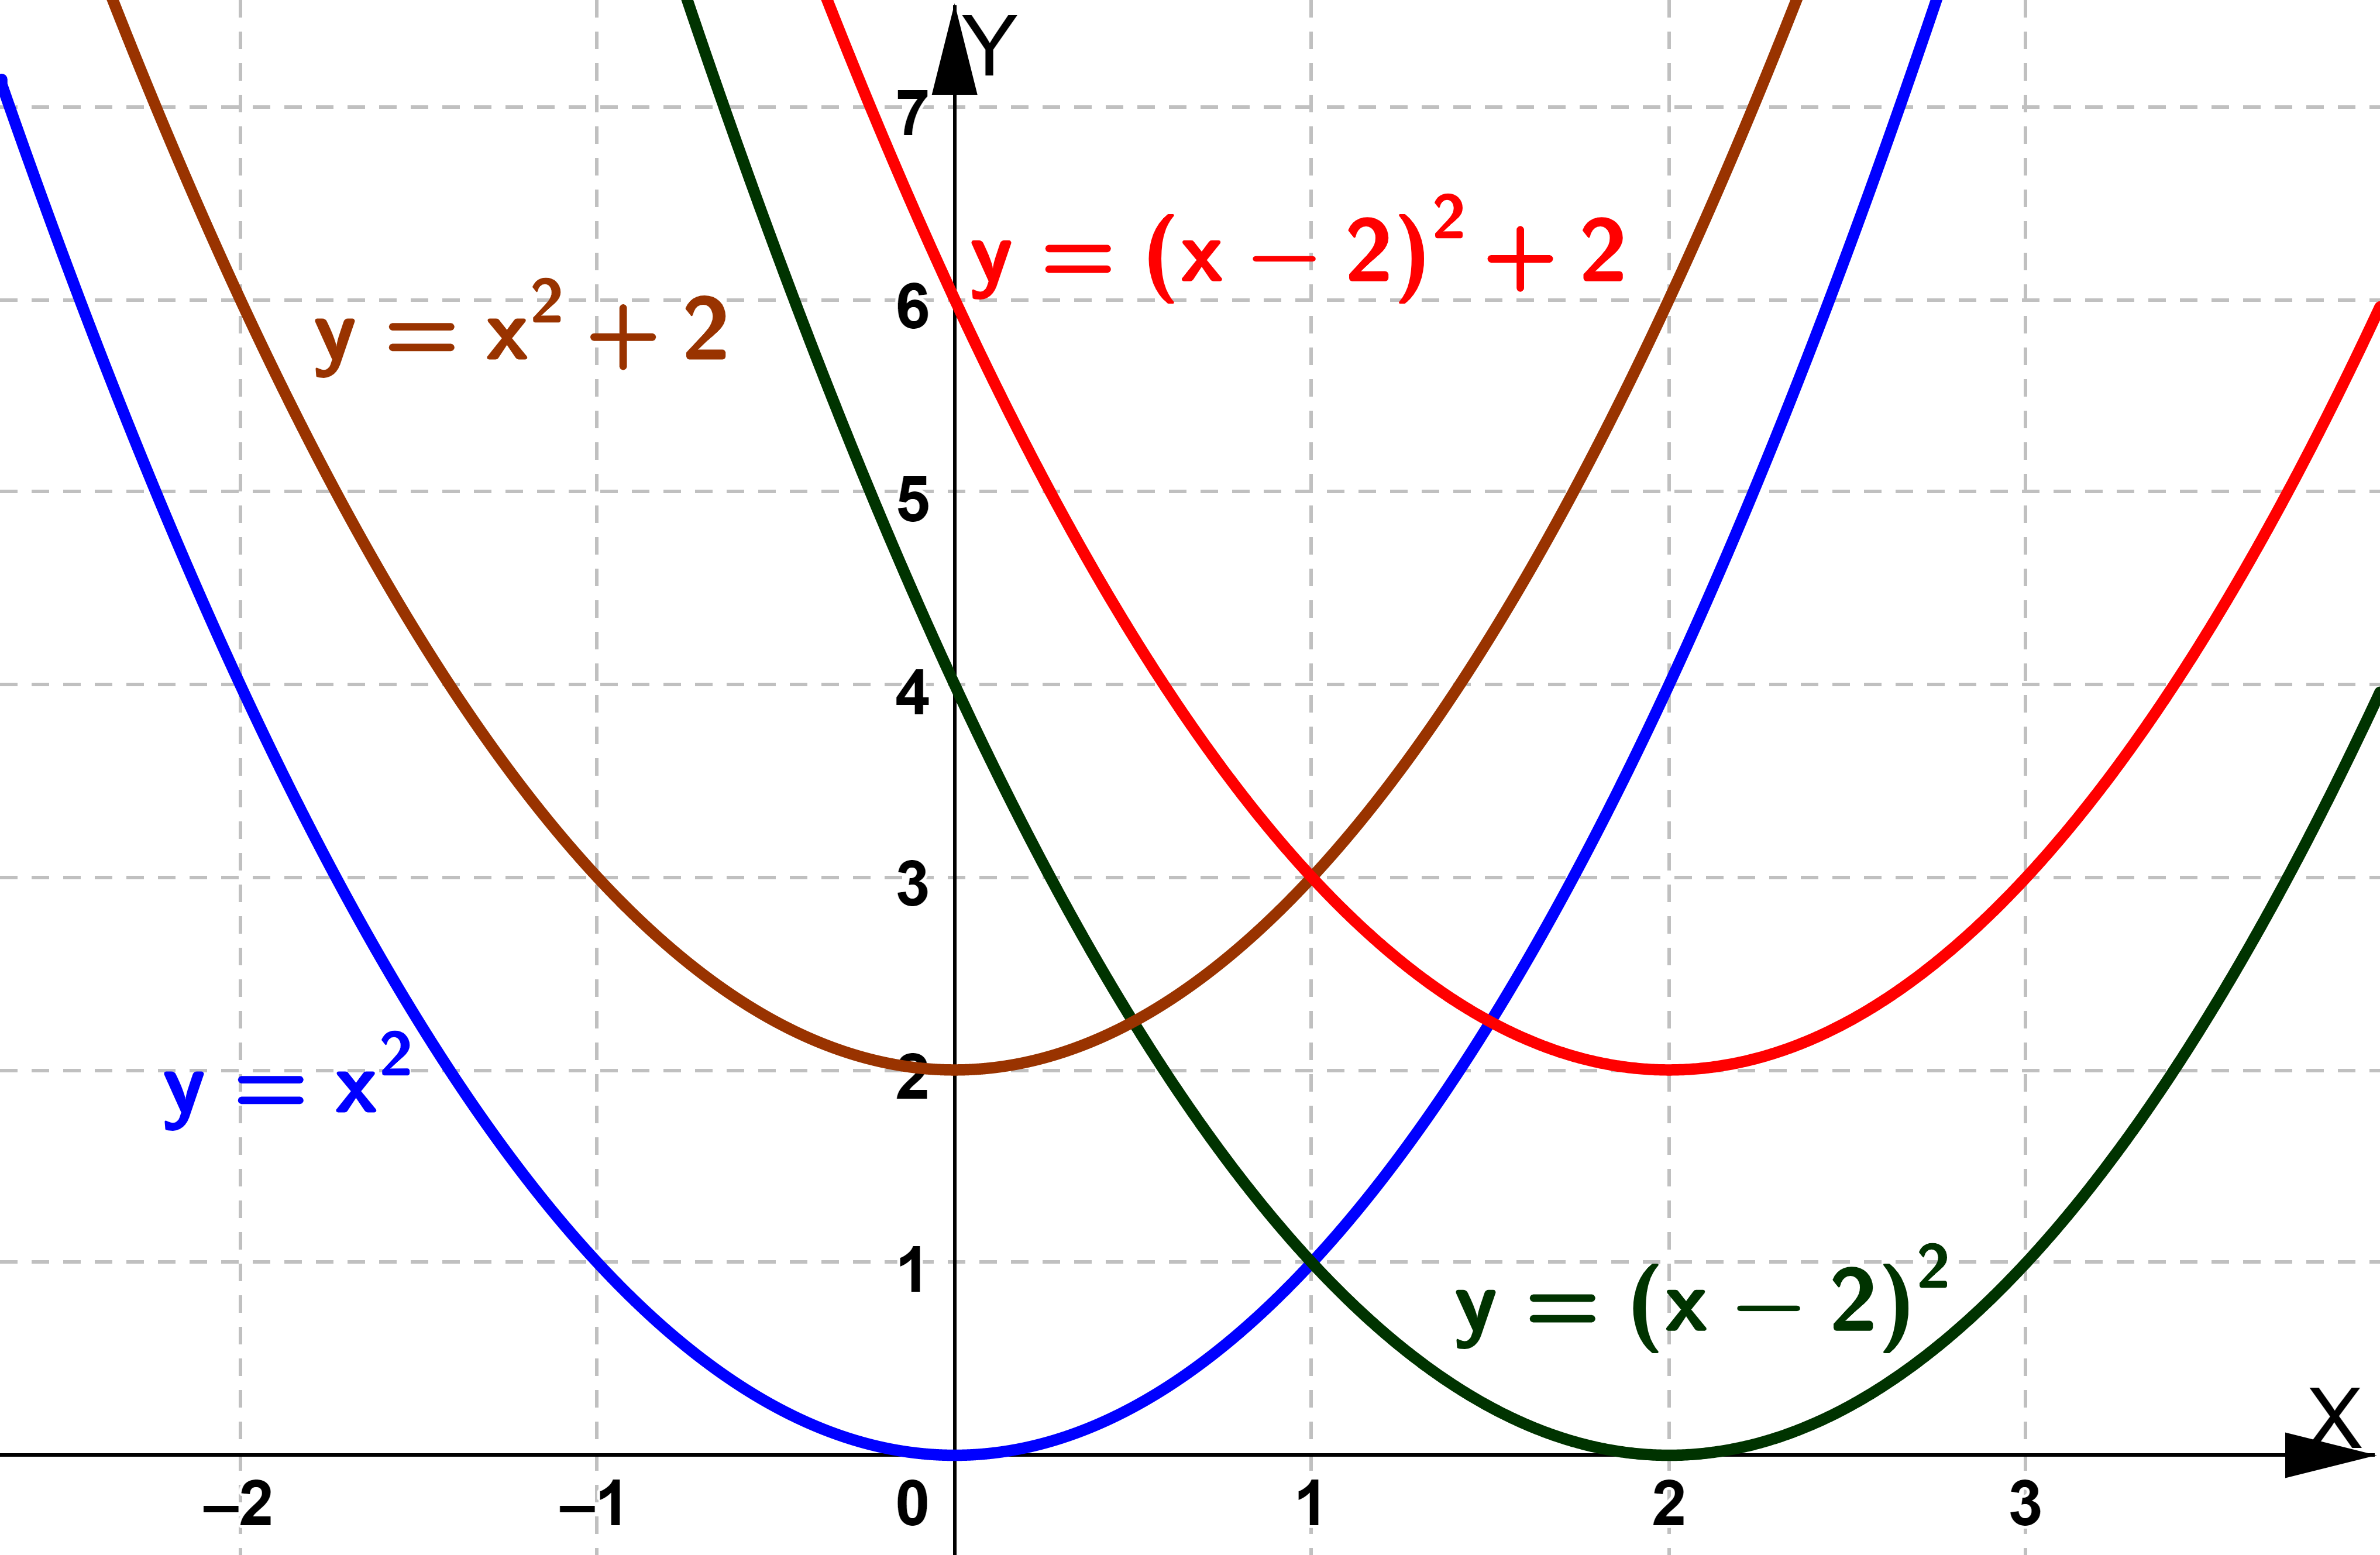 Y
7
y = (x − 2)² + 2
6
y = x² + 2
5
4
3
2
y = x²
1
y = (x − 2)²
X
−2 −1 0 1 2 3